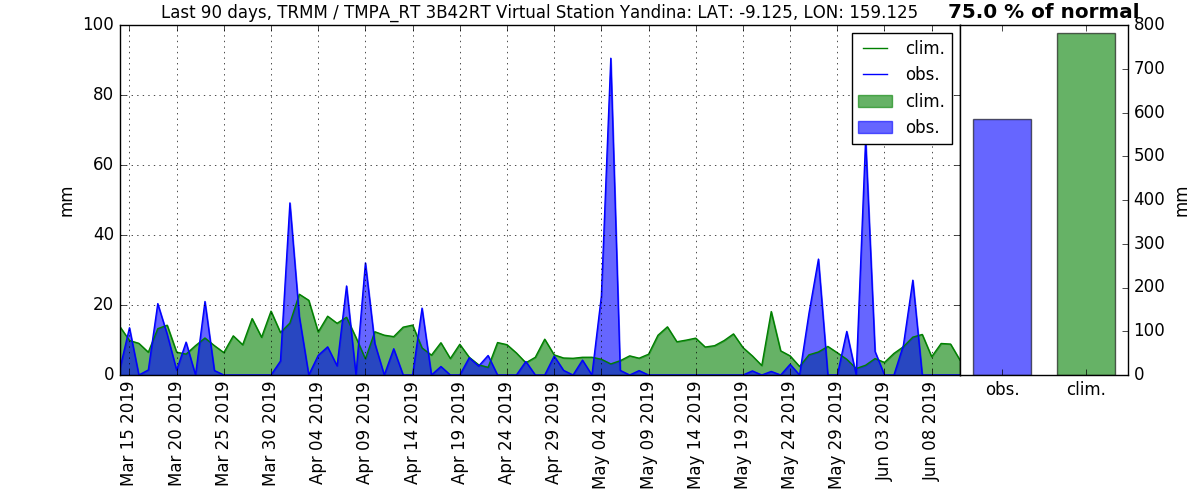 Last 90 days, TRMM / TMPA_RT 3B42RT Virtual Station Yandina: LAT: -9.125, LON: 159.125
75.0 % of normal
100
80
60
40
20
0
mm
clim.
obs.
clim.
obs.
800
700
600
500
400
300
200
100
0
mm
obs.
clim.
Mar 15 2019
Mar 20 2019
Mar 25 2019
Mar 30 2019
Apr 04 2019
Apr 09 2019
Apr 14 2019
Apr 19 2019
Apr 24 2019
Apr 29 2019
May 04 2019
May 09 2019
May 14 2019
May 19 2019
May 24 2019
May 29 2019
Jun 03 2019
Jun 08 2019